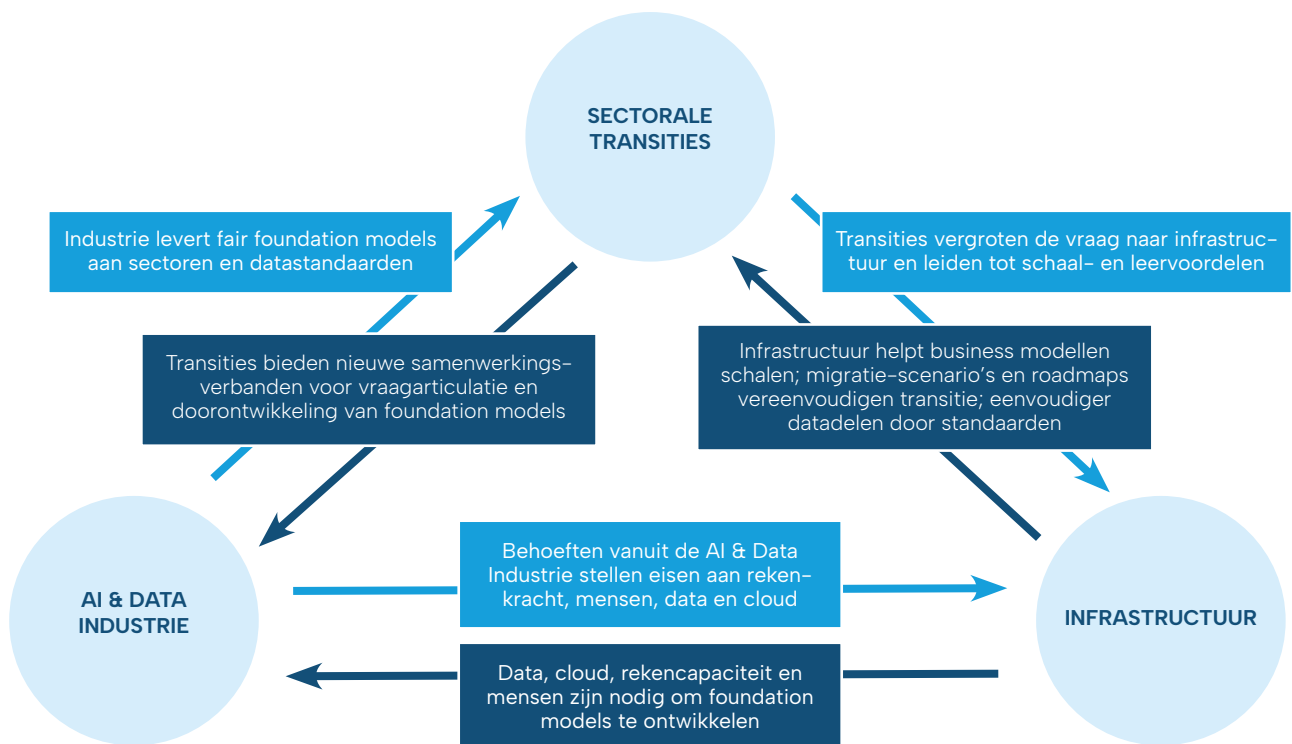 SECTORALE
TRANSITIES
Industrie levert fair foundation models
aan sectoren en datastandaarden
Transities vergroten de vraag naar infrastruc-
tuur en leiden tot schaal- en leervoordelen
Transities bieden nieuwe samenwerkings-
verbanden voor vraagarticulatie en
doorontwikkeling van foundation models
Infrastructuur helpt business modellen
schalen; migratie-scenario's en roadmaps
vereenvoudigen transitie; eenvoudiger
datadelen door standaarden
AI & DATA
INDUSTRIE
Behoeften vanuit de AI & Data
Industrie stellen eisen aan reken-
kracht, mensen, data en cloud
INFRASTRUCTUUR
Data, cloud, rekencapaciteit en
mensen zijn nodig om foundation
models te ontwikkelen